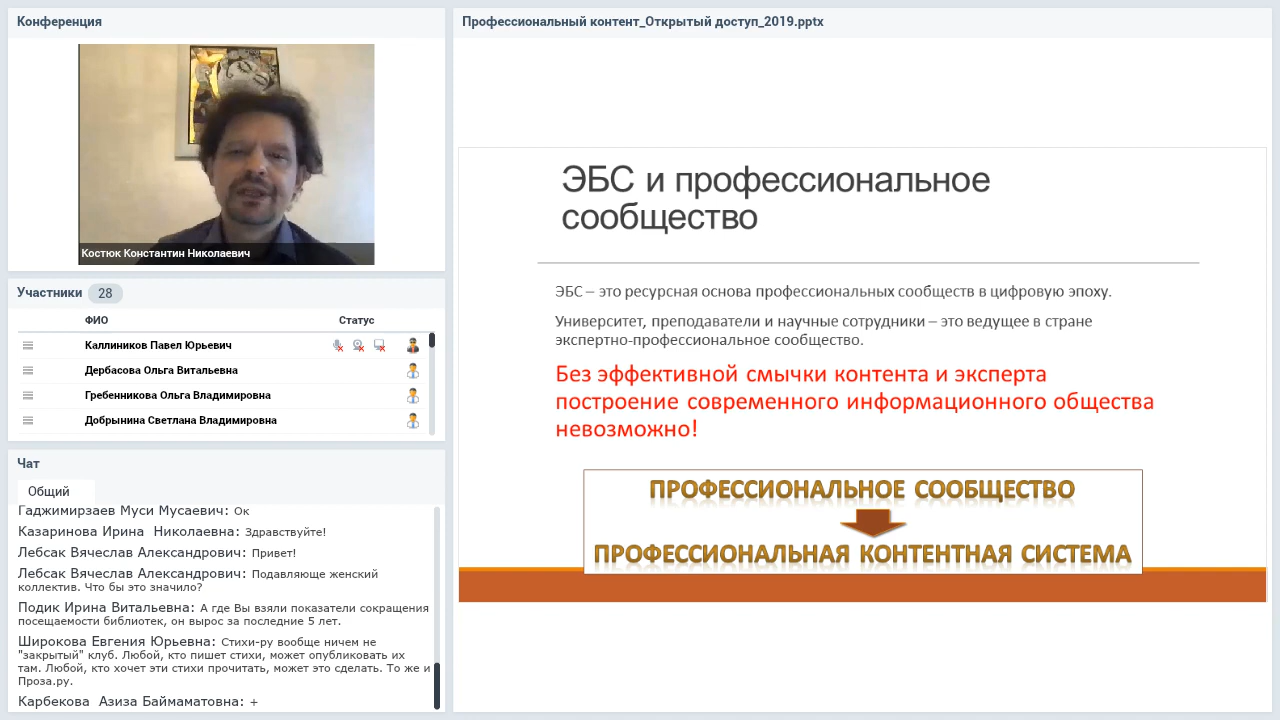 Конференция
Костюк Константин Николаевич
Участники 28
ФИО Статус
Каллиников Павел Юрьевич
Дербасова Ольга Витальевна
Гребенникова Ольга Владимировна
Добрынина Светлана Владимировна
Чат
Общий
Гаджимирзаев Муси Мусаевич: Ок
Казаринова Ирина Николаевна: Здравствуйте!
Лебсак Вячеслав Александрович: Привет!
Лебсак Вячеслав Александрович: Подавляюще женский
коллектив. Что бы это значило?
Подик Ирина Витальевна: А где Вы взяли показатели сокращения
посещаемости библиотек, он вырос за последние 5 лет.
Широкова Евгения Юрьевна: Стихи-ру вообще ничем не
"закрытый" клуб. Любой, кто пишет стихи, может опубликовать их
там. Любой, кто хочет эти стихи прочитать, может это сделать. То же и
Проза.ру.
Карбекова Азиза Баймаматовна: +
Профессиональный контент_Открытый доступ_2019.pptx
ЭБС и профессиональное
сообщество
ЭБС – это ресурсная основа профессиональных сообществ в цифровую эпоху.
Университет, преподаватели и научные сотрудники – это ведущее в стране
экспертно-профессиональное сообщество.
Без эффективной смычки контента и эксперта
построение современного информационного общества
невозможно!
ПРОФЕССИОНАЛЬНОЕ СООБЩЕСТВО
ПРОФЕССИОНАЛЬНАЯ КОНТЕНТНАЯ СИСТЕМА